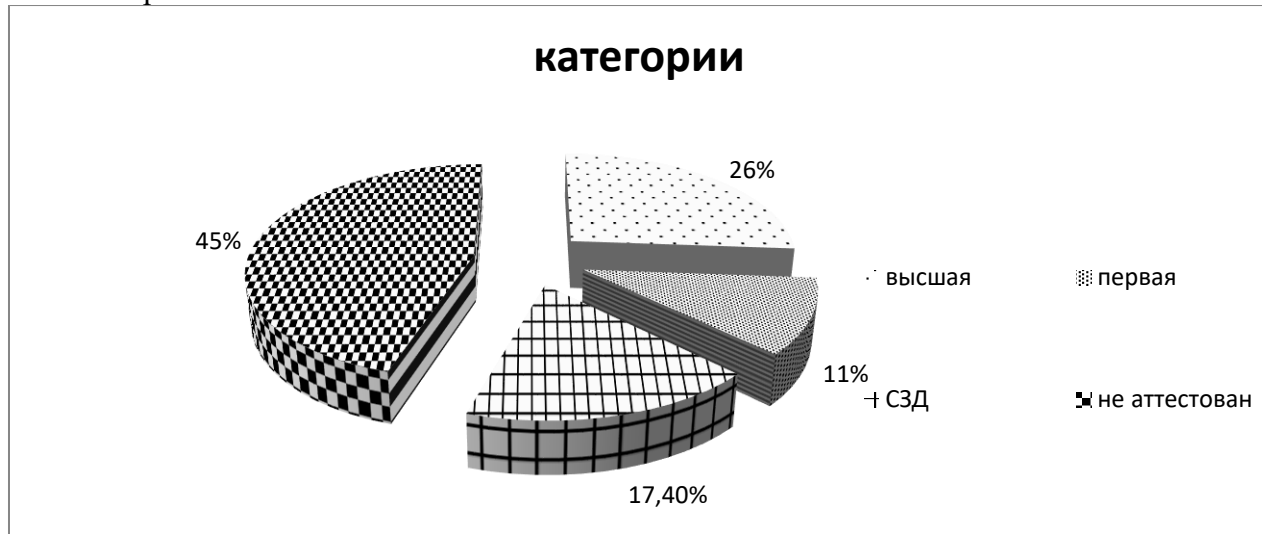 категории
26%
45%
высшая
первая
11%
СЗД
не аттестован
17,40%